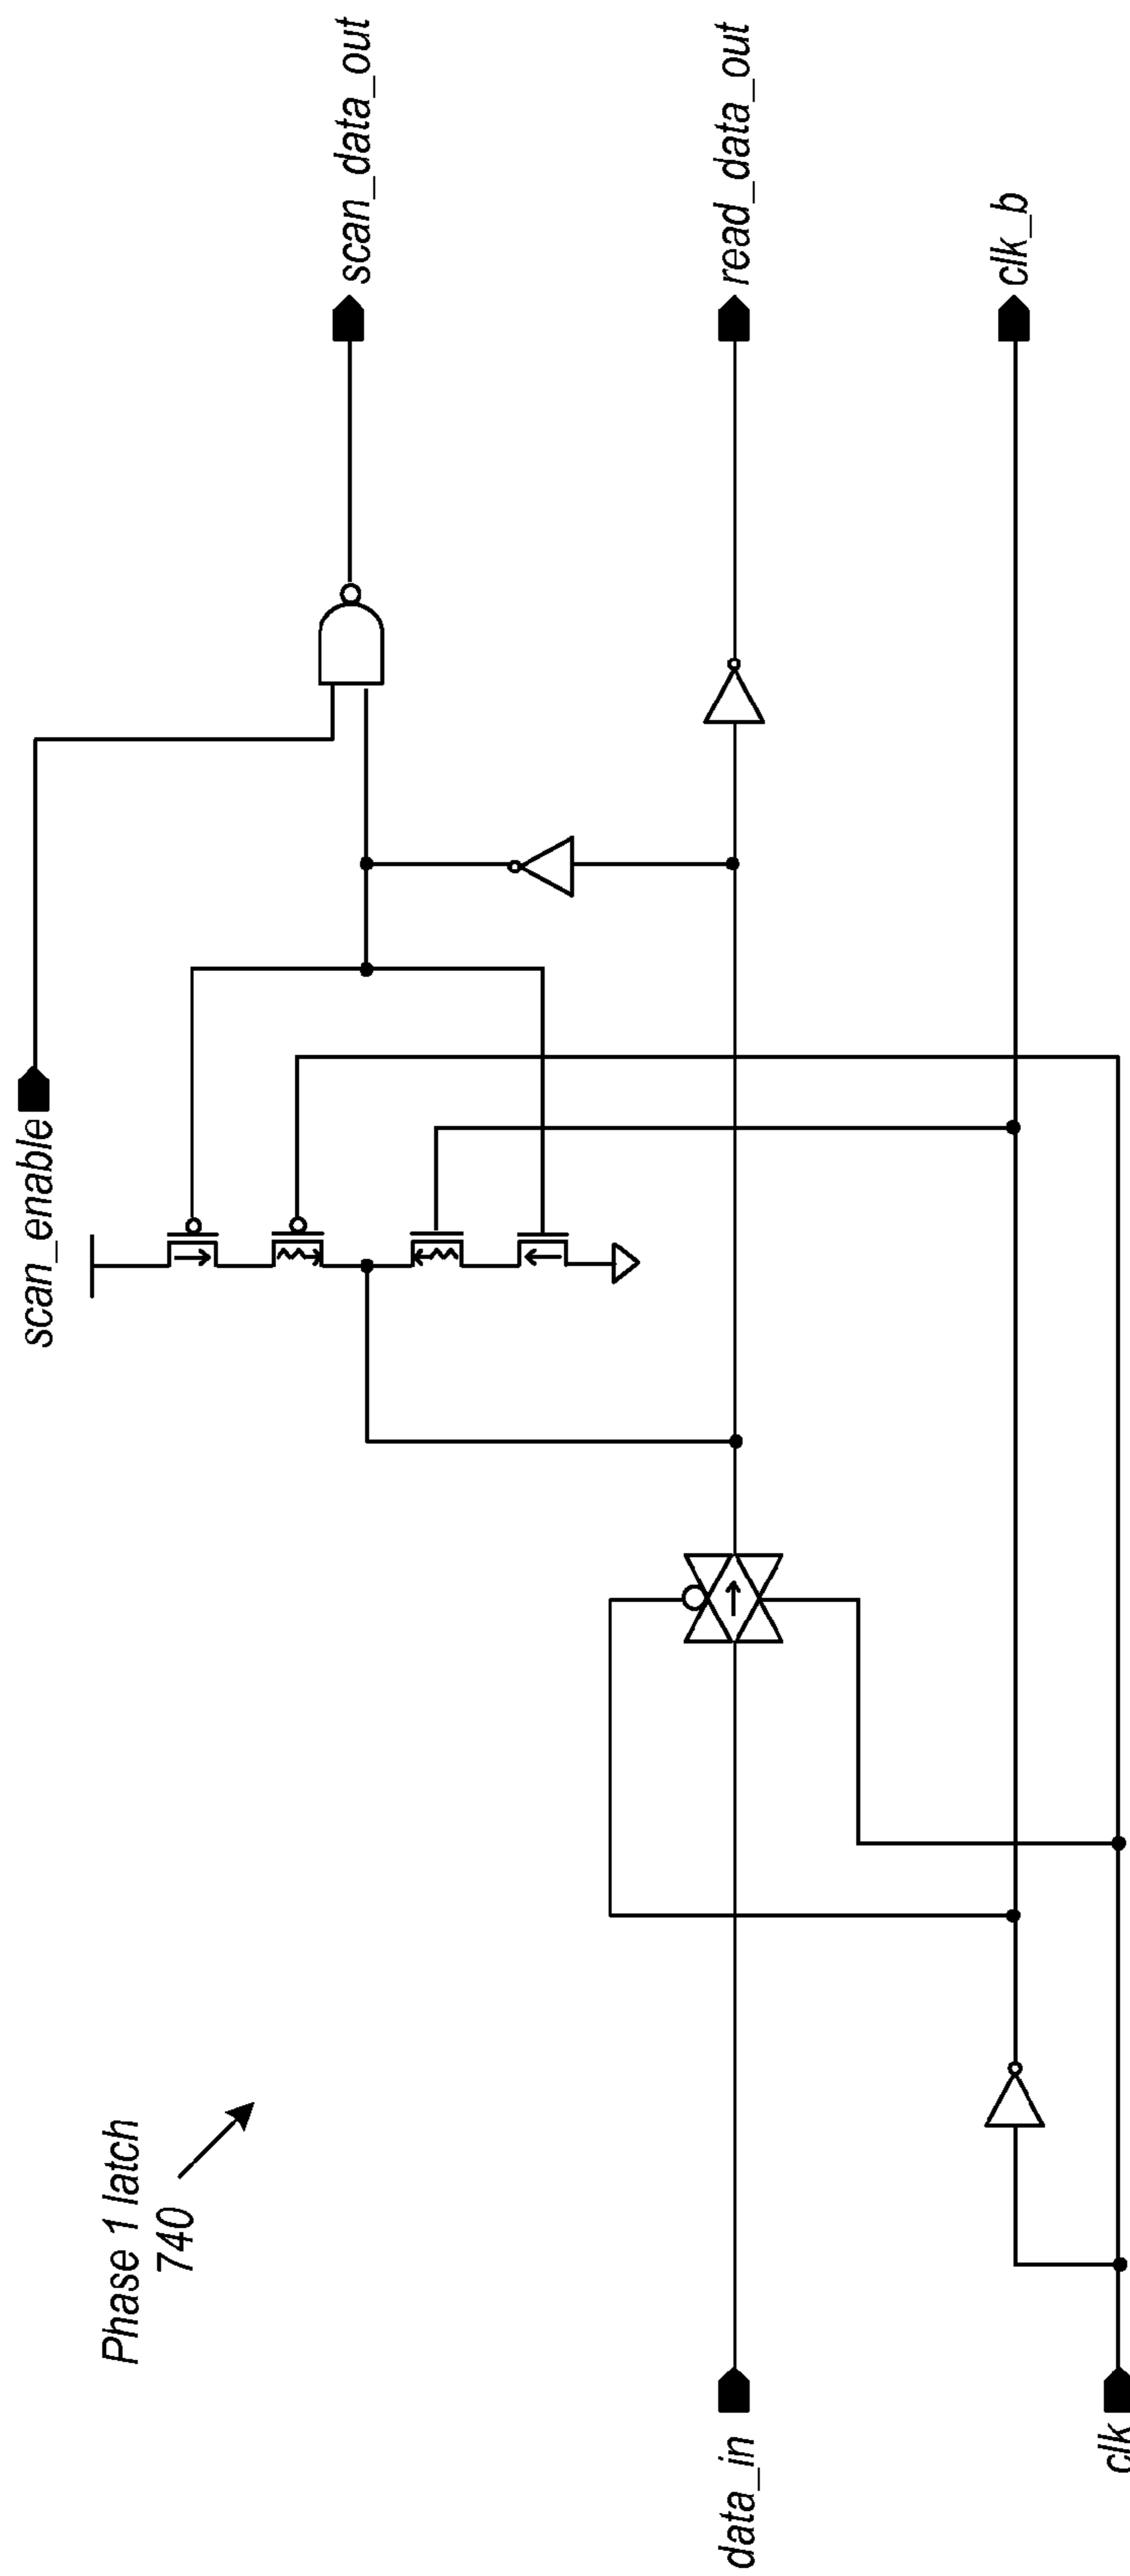 Phase 1 latch
740
scan_enable
scan_data_out
read_data_out
clk_b
data_in
clk